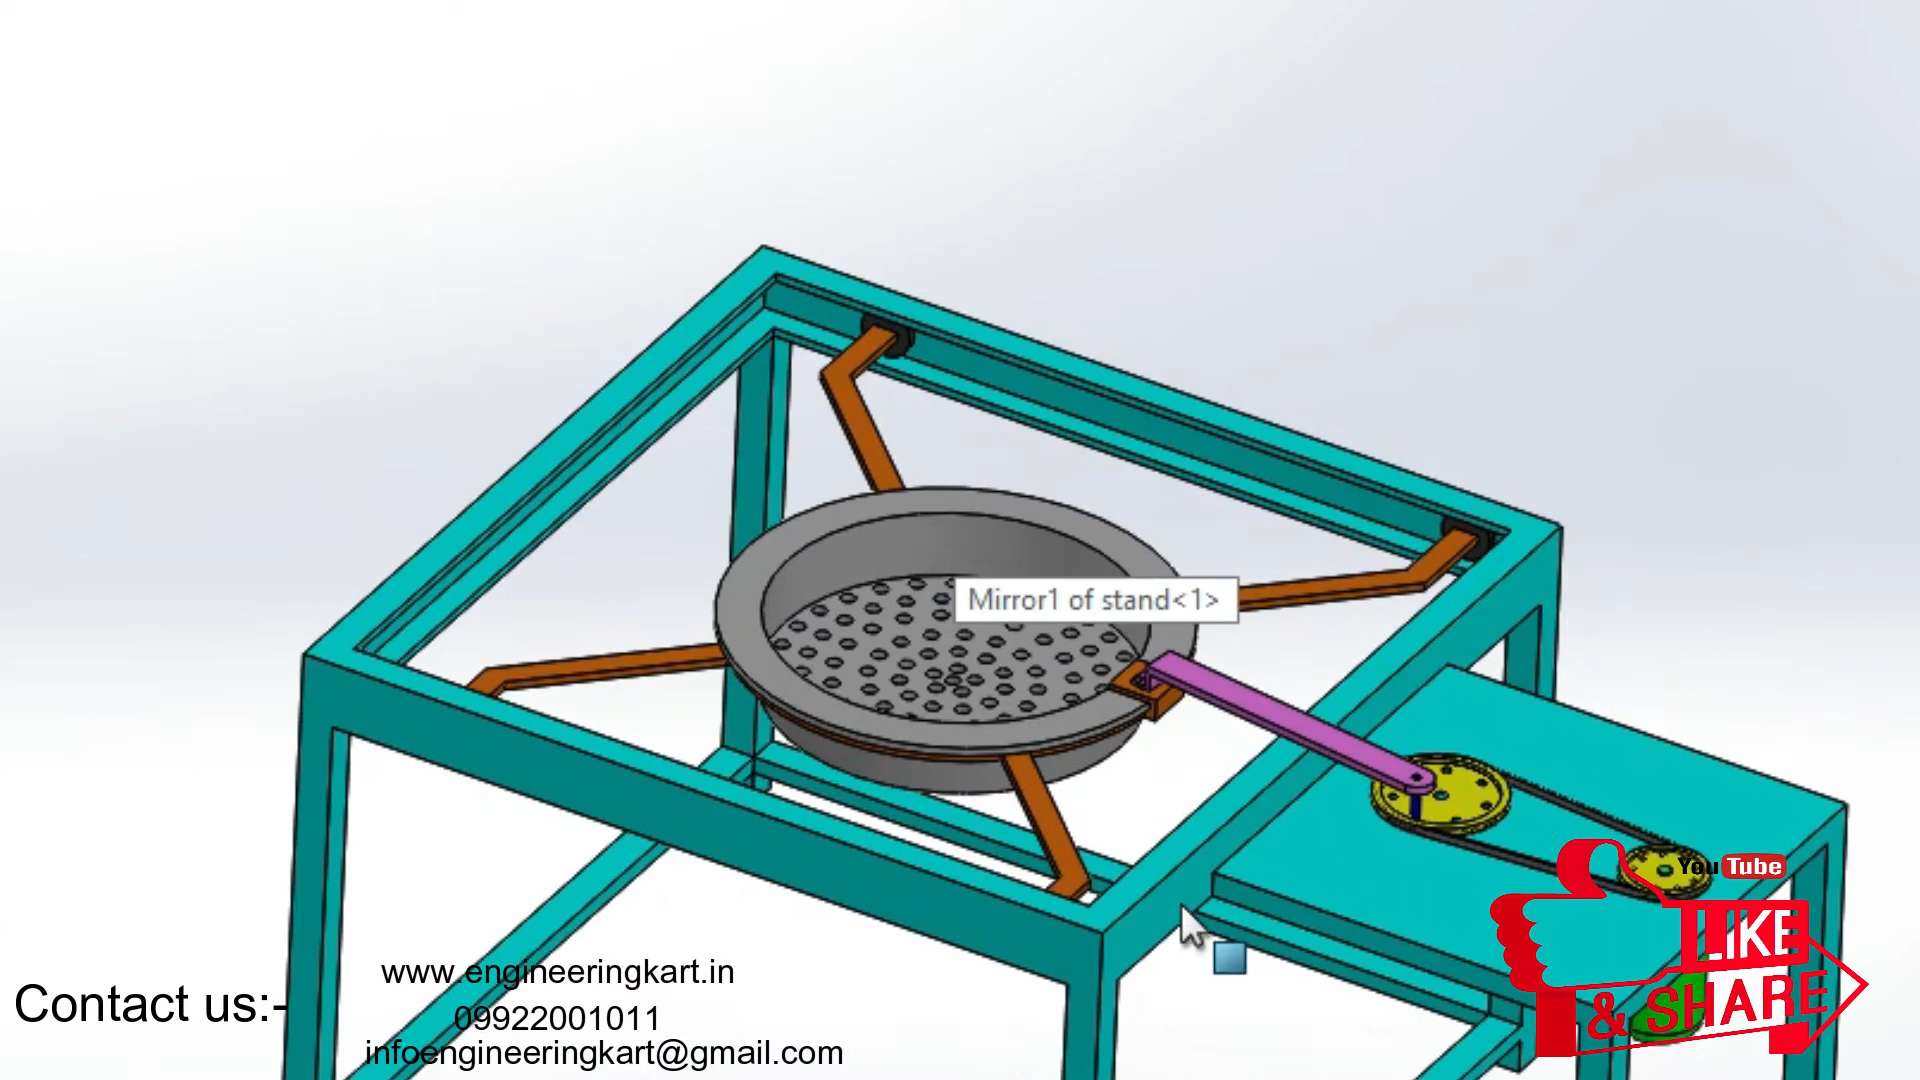 Mirror1 of stand<1>
You Tube
LIKE
& SHARE
Contact us:-
www.engineeringkart.in
09922001011
infoengineeringkart@gmail.com